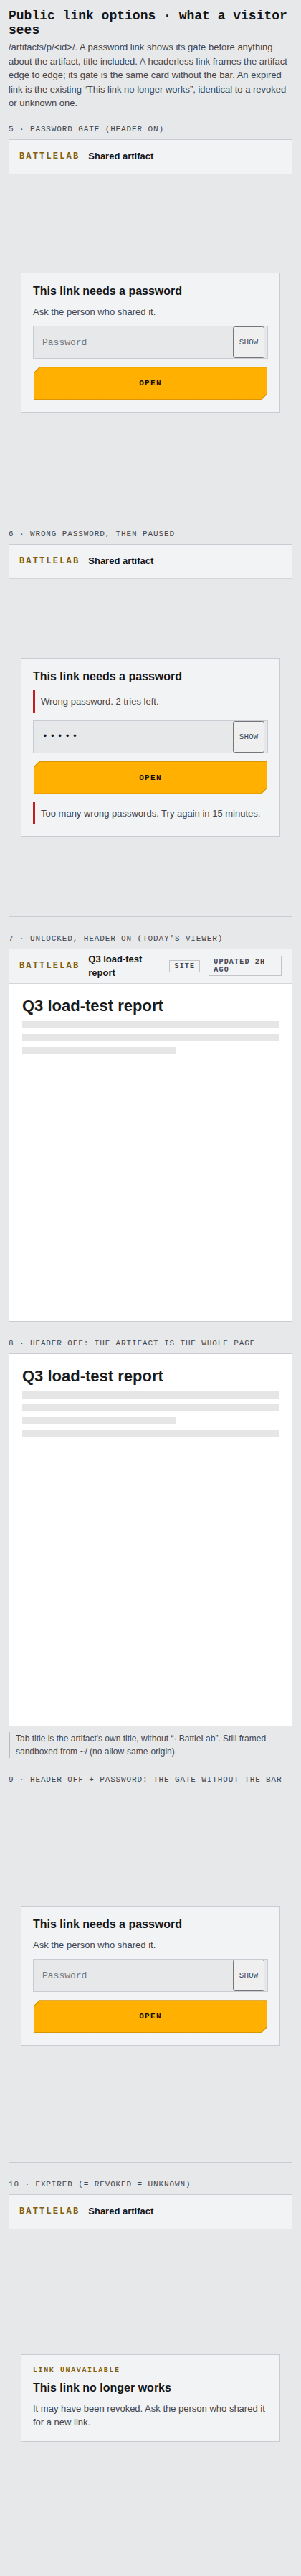 Public link options · what a visitor
sees
/artifacts/p/<id>/. A password link shows its gate before anything
about the artifact, title included. A headerless link frames the artifact
edge to edge; its gate is the same card without the bar. An expired
link is the existing “This link no longer works”, identical to a revoked
or unknown one.
5 · PASSWORD GATE (HEADER ON)
BATTLELAB Shared artifact
This link needs a password
Ask the person who shared it.
Password SHOW
OPEN
6 · WRONG PASSWORD, THEN PAUSED
BATTLELAB Shared artifact
This link needs a password
Wrong password. 2 tries left.
••••• SHOW
OPEN
Too many wrong passwords. Try again in 15 minutes.
7 · UNLOCKED, HEADER ON (TODAY'S VIEWER)
BATTLELAB Q3 load-test report SITE UPDATED 2H AGO
Q3 load-test report
8 · HEADER OFF: THE ARTIFACT IS THE WHOLE PAGE
Q3 load-test report
Tab title is the artifact's own title, without “· BattleLab”. Still framed
sandboxed from ~/ (no allow-same-origin).
9 · HEADER OFF + PASSWORD: THE GATE WITHOUT THE BAR
This link needs a password
Ask the person who shared it.
Password SHOW
OPEN
10 · EXPIRED (= REVOKED = UNKNOWN)
BATTLELAB Shared artifact
LINK UNAVAILABLE
This link no longer works
It may have been revoked. Ask the person who shared it
for a new link.